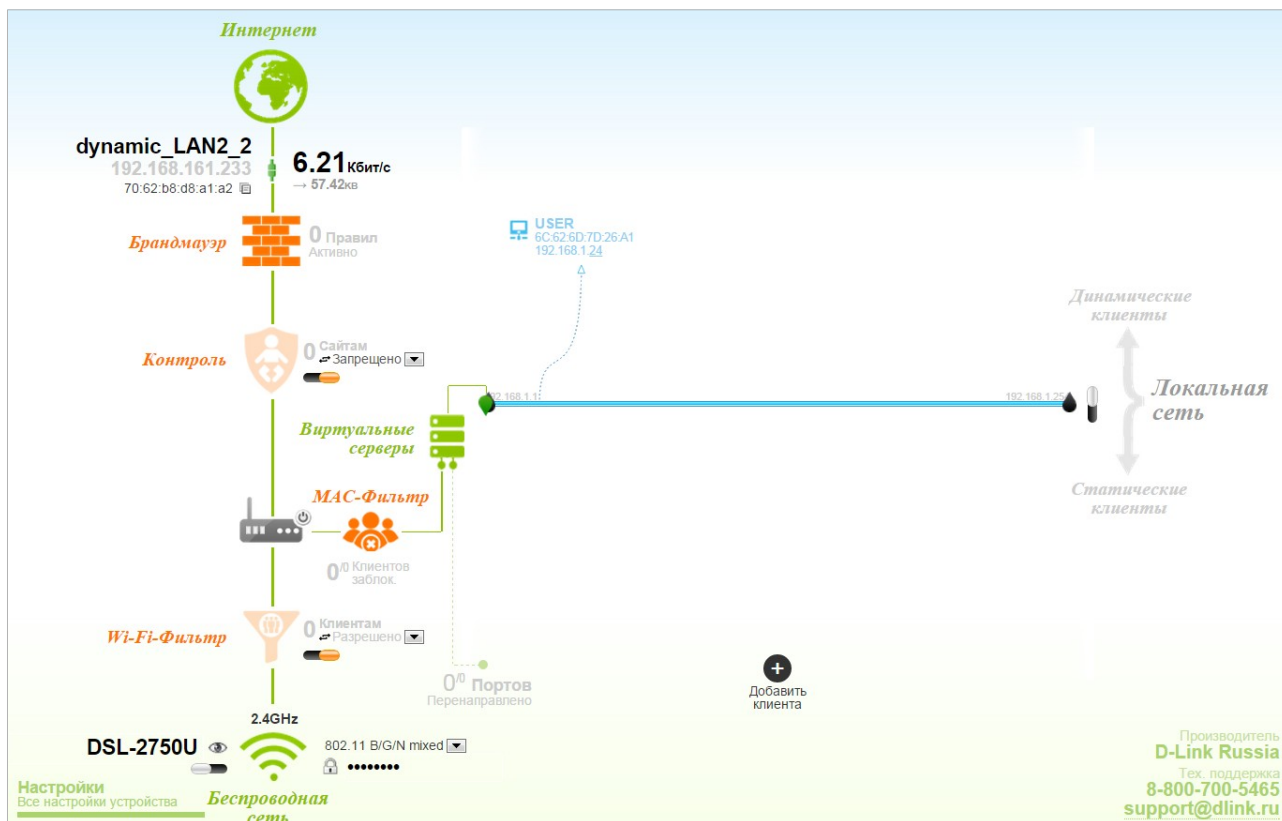 Интернет
dynamic_LAN2_2
192.168.161.233
70:62:b8:d8:a1:a2
6.21 Кбит/с
→ 57.42кв
Брандмауэр
0 Правил
Активно
USER
6C:62:6D:7D:26:A1
192.168.1.24
Динамические
клиенты
Контроль
0 Сайтам
Запрещено
92.168.1.1
192.168.1.25
Локальная
сеть
Виртуальные
серверы
MAC-Фильтр
Статические
клиенты
0/0 Клиентов
заблок.
Wi-Fi-Фильтр
0 Клиентам
Разрешено
0/0 Портов
Перенаправлено
Добавить
клиента
2.4GHz
DSL-2750U
802.11 B/G/N mixed
••••••••
Производитель
D-Link Russia
Тех. поддержка
8-800-700-5465
support@dlink.ru
Настройки
Все настройки устройства
Беспроводная
сеть